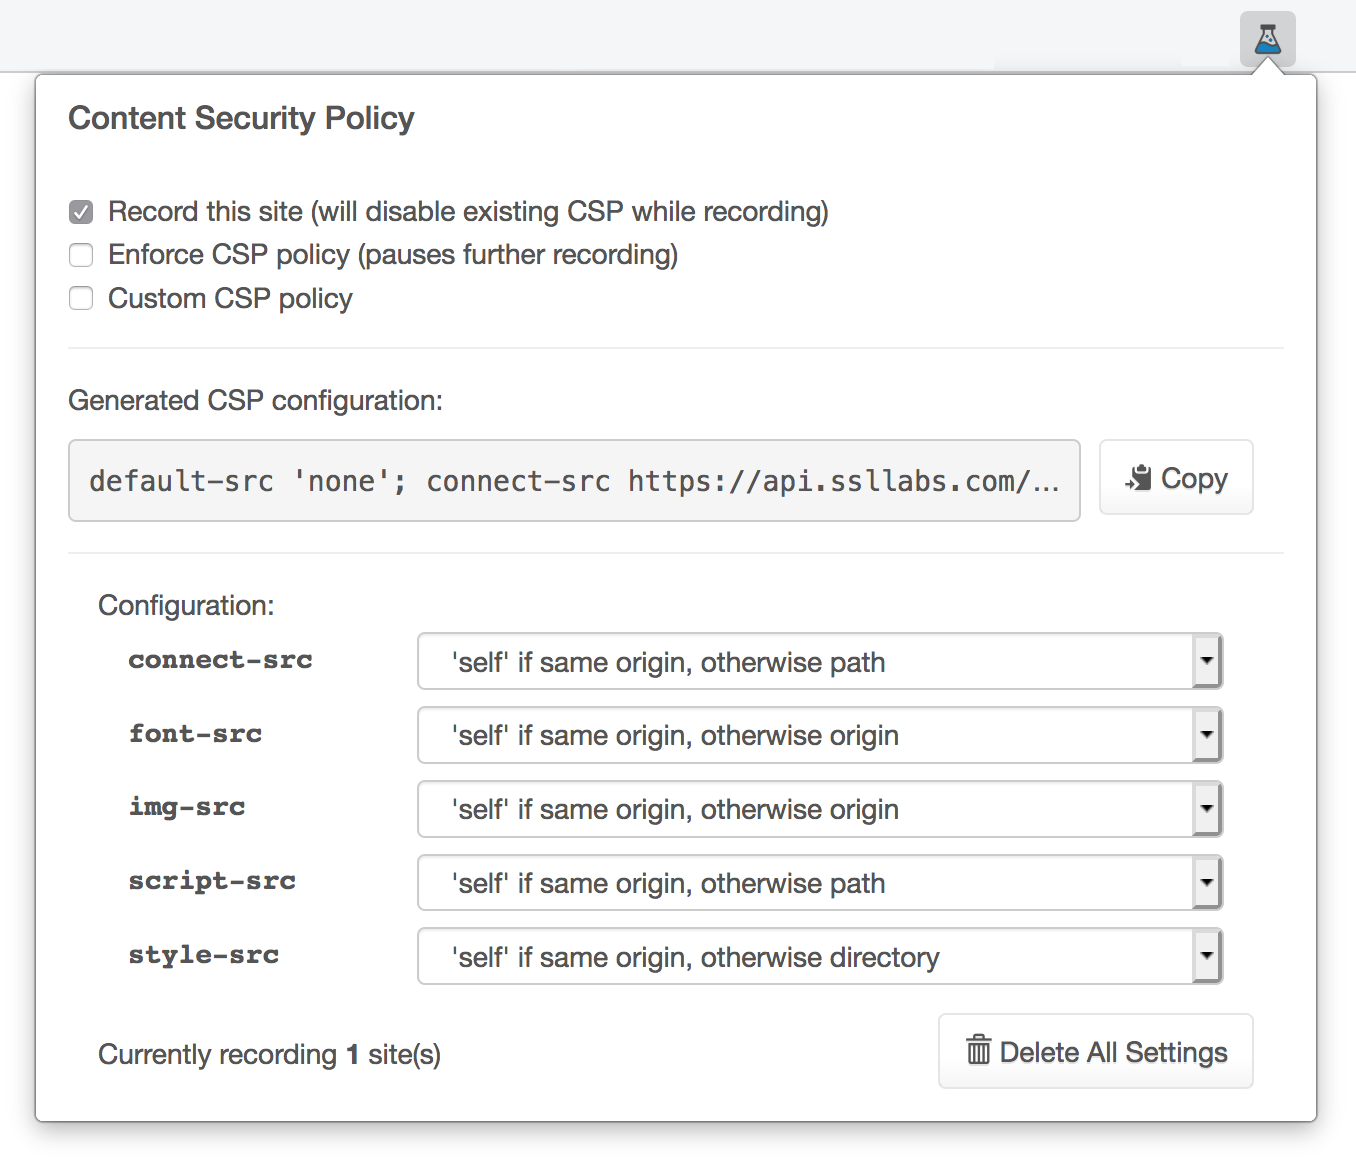 Content Security Policy
Record this site (will disable existing CSP while recording)
Enforce CSP policy (pauses further recording)
Custom CSP policy
Generated CSP configuration:
default-src 'none'; connect-src https://api.ssllabs.com/...
Copy
Configuration:
connect-src 'self' if same origin, otherwise path
font-src 'self' if same origin, otherwise origin
img-src 'self' if same origin, otherwise origin
script-src 'self' if same origin, otherwise path
style-src 'self' if same origin, otherwise directory
Currently recording 1 site(s)
Delete All Settings